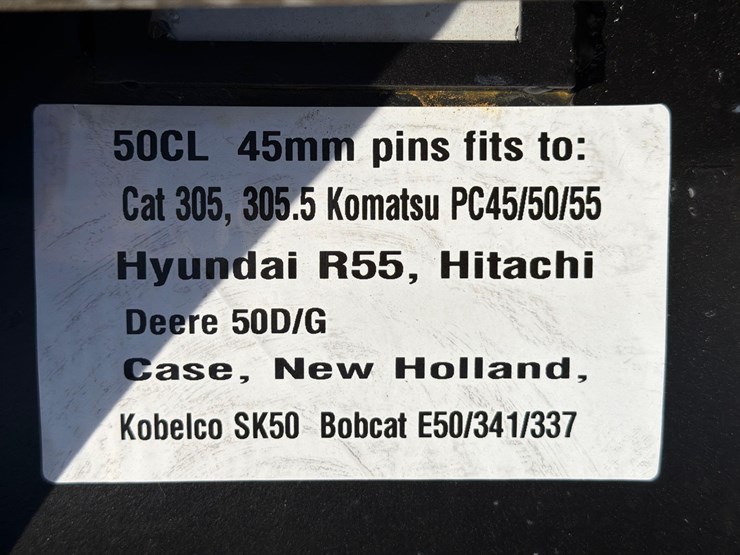 50CL 45mm pins fits to:
Cat 305, 305.5 Komatsu PC45/50/55
Hyundai R55, Hitachi
Deere 50D/G
Case, New Holland,
Kobelco SK50 Bobcat E50/341/337